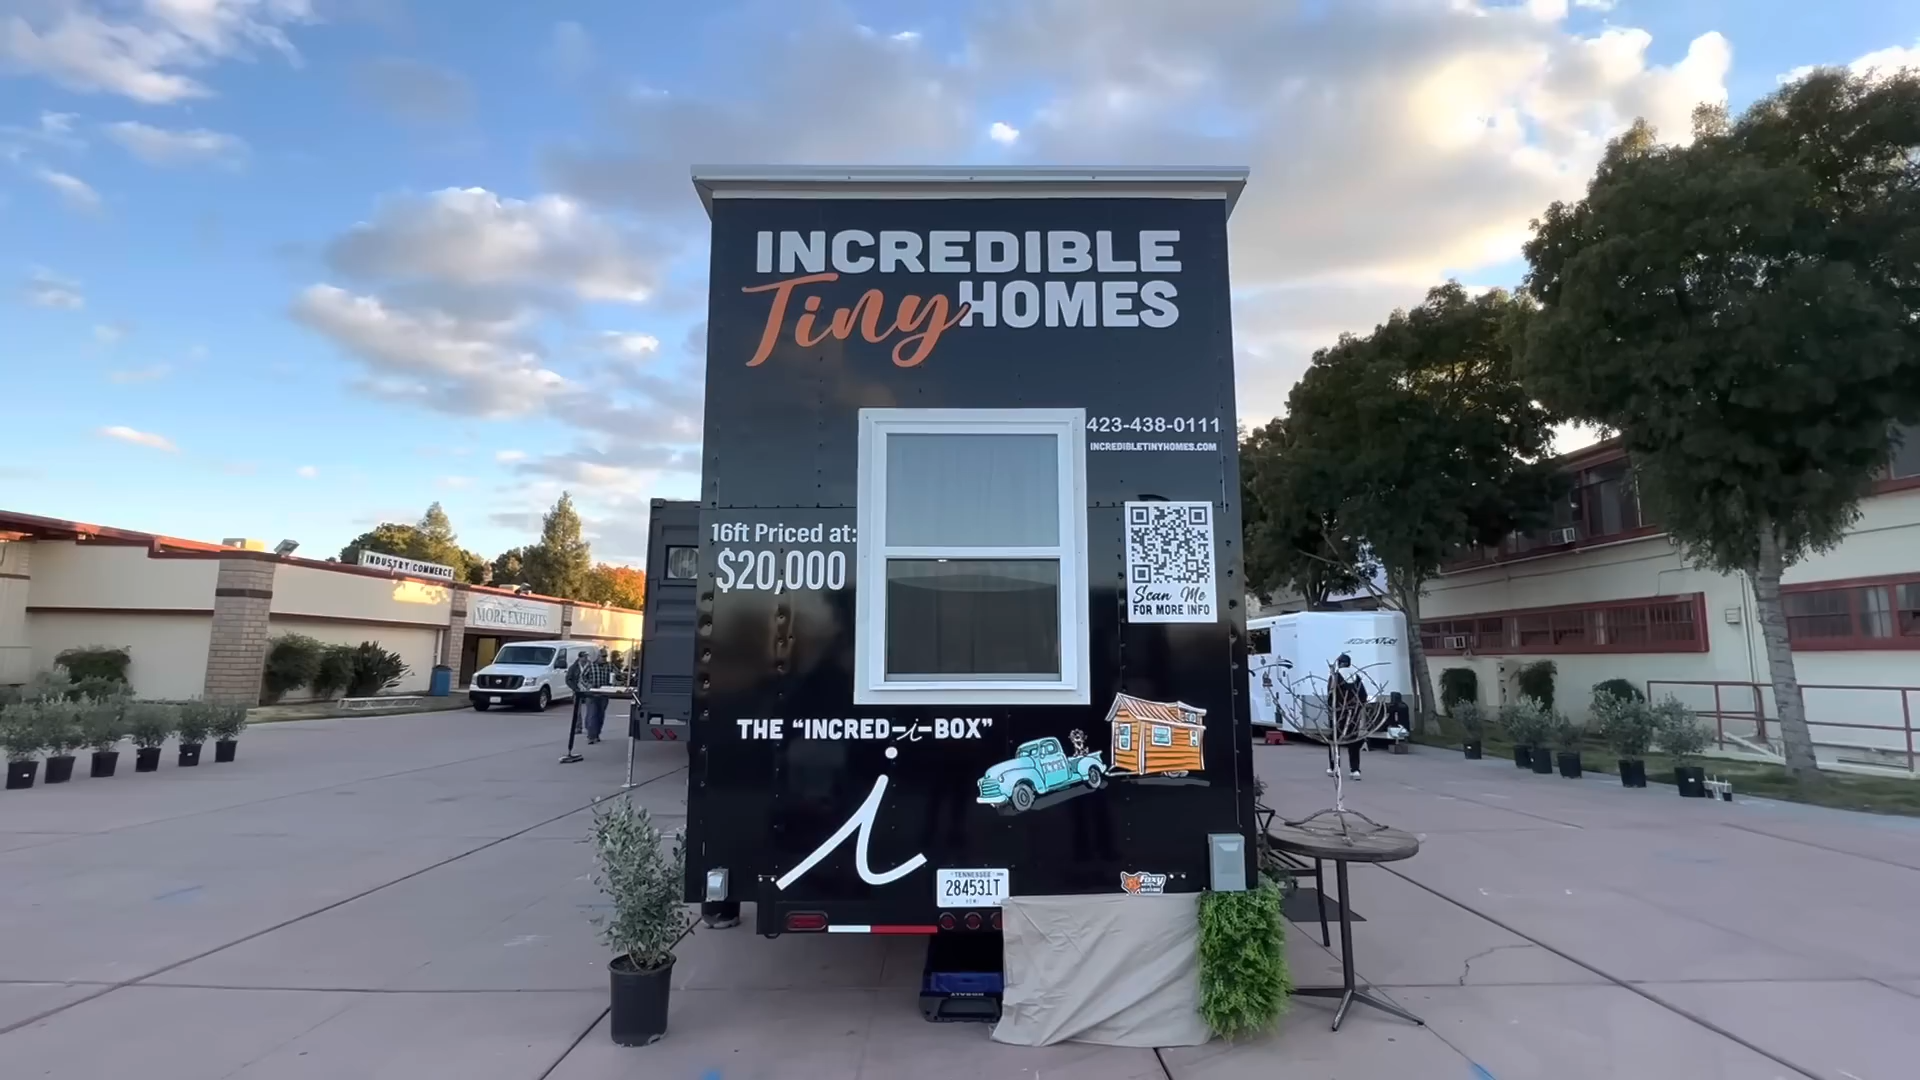 INCREDIBLE
Tiny HOMES
423-438-0111
INCREDIBLETINYHOMES.COM
16ft Priced at:
$20,000
Scan Me
FOR MORE INFO
THE "INCRED-i-BOX"
i
TENNESSEE
284531T
Foxy
INDUSTRY COMMERCE
MORE EXHIBITS